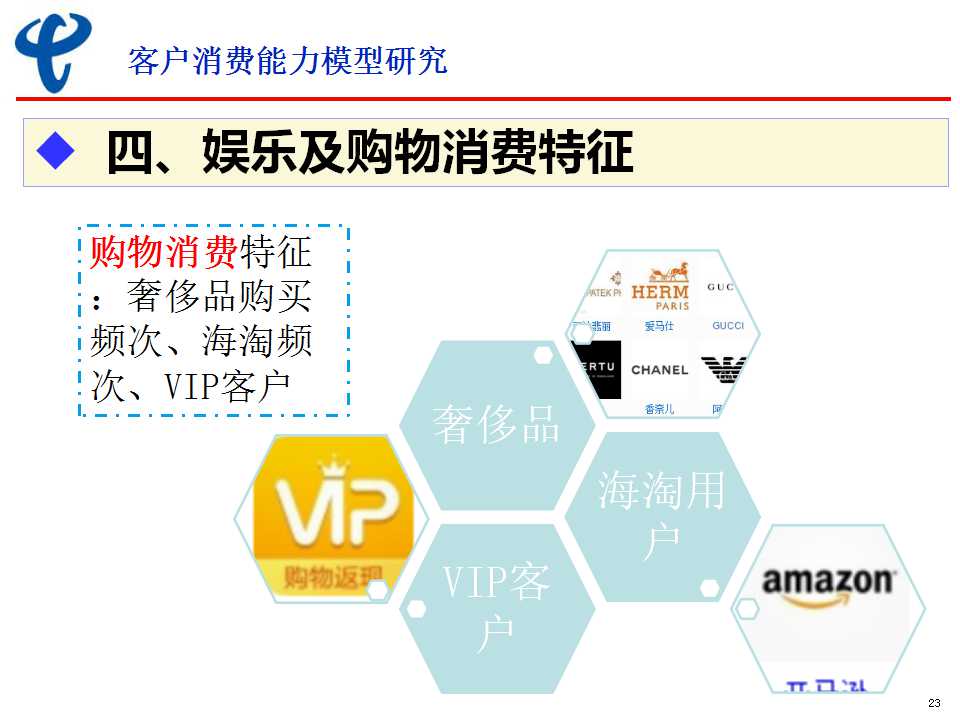 客户消费能力模型研究
四、娱乐及购物消费特征
购物消费特征
：奢侈品购买
频次、海淘频
次、VIP客户
HERM
PARIS
GUC
翡丽
爱马仕
GUCCI
ERTU
CHANEL
香奈儿
阿
奢侈品
海淘用
户
VIP
购物返现
VIP客
户
amazon
23